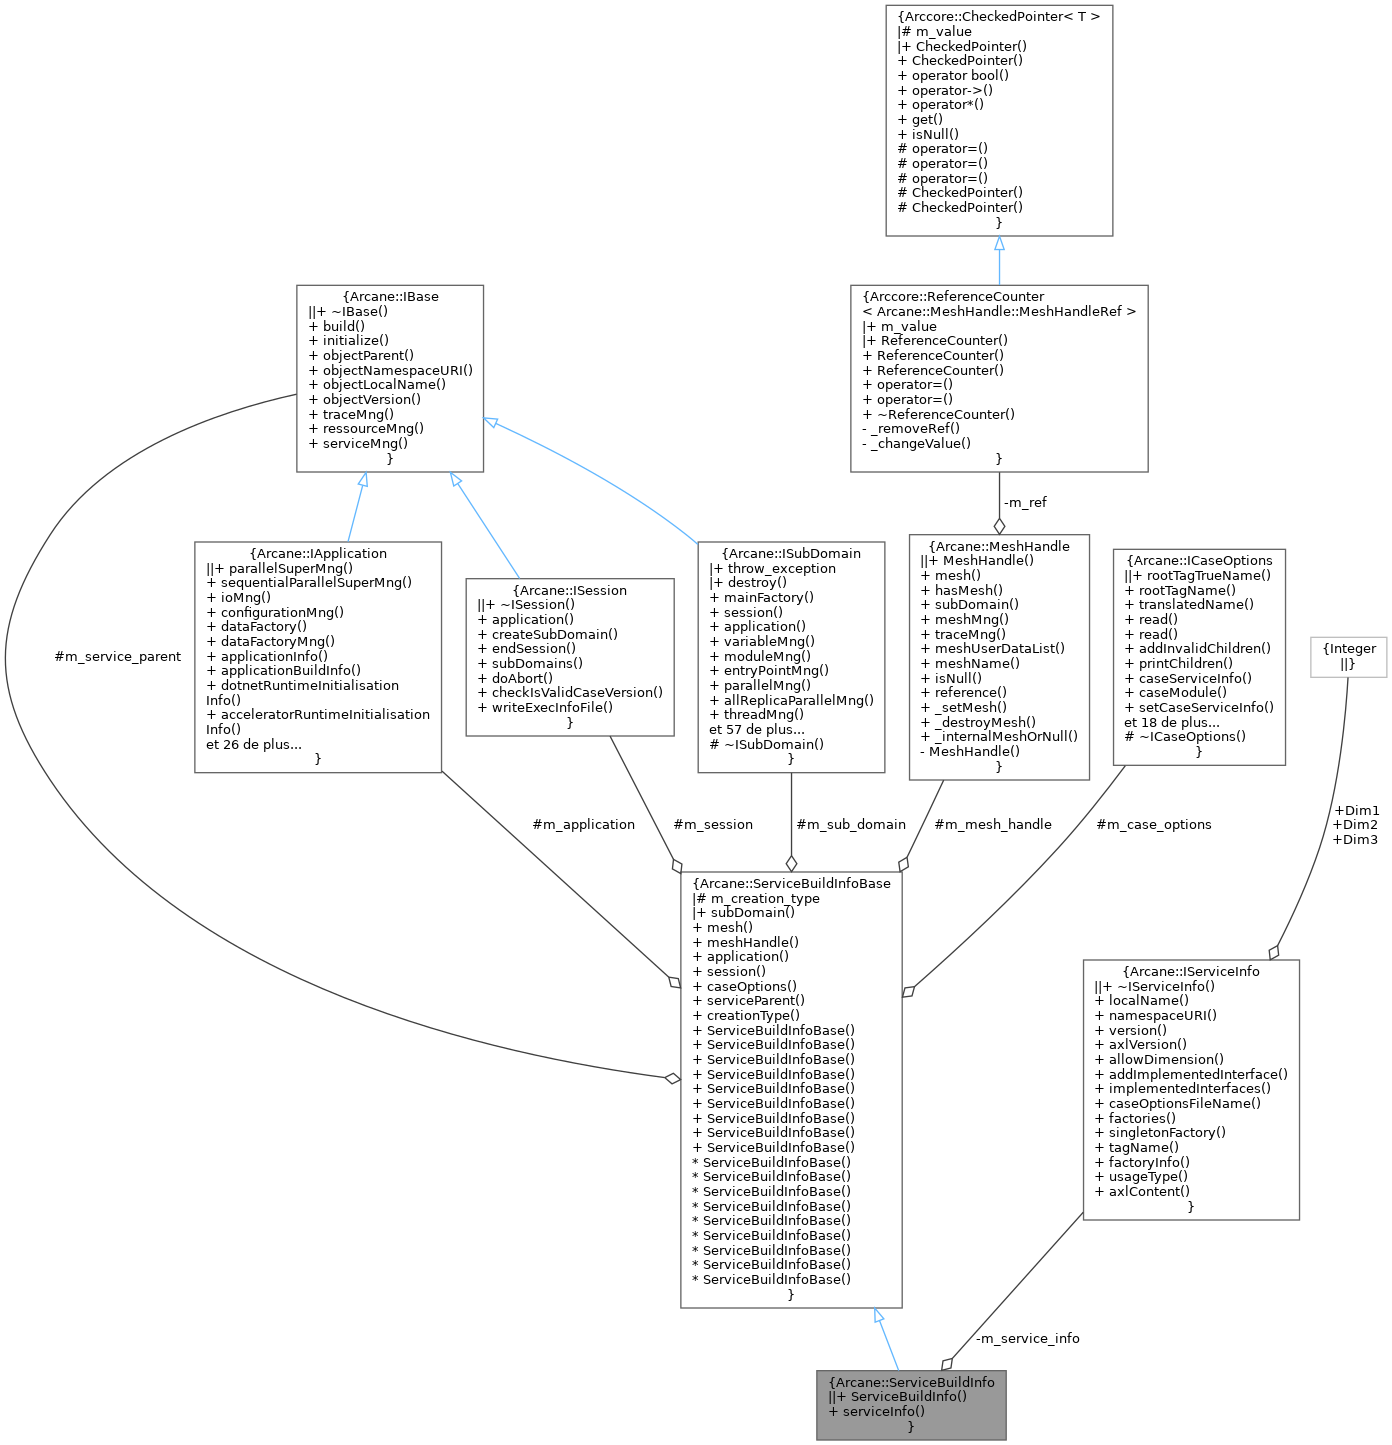 {Arccore::CheckedPointer< T >
|# m_value
|+ CheckedPointer()
+ CheckedPointer()
+ operator bool()
+ operator->()
+ operator*()
+ get()
+ isNull()
# operator=()
# operator=()
# operator=()
# CheckedPointer()
# CheckedPointer()
}
{Arcane::IBase
||+ ~IBase()
+ build()
+ initialize()
+ objectParent()
+ objectNamespaceURI()
+ objectLocalName()
+ objectVersion()
+ traceMng()
+ ressourceMng()
+ serviceMng()
}
{Arccore::ReferenceCounter
< Arcane::MeshHandle::MeshHandleRef >
|+ m_value
|+ ReferenceCounter()
+ ReferenceCounter()
+ ReferenceCounter()
+ operator=()
+ operator=()
+ ~ReferenceCounter()
- _removeRef()
- _changeValue()
}
-m_ref
#m_service_parent
{Arcane::IApplication
||+ parallelSuperMng()
+ sequentialParallelSuperMng()
+ ioMng()
+ configurationMng()
+ dataFactory()
+ dataFactoryMng()
+ applicationInfo()
+ applicationBuildInfo()
+ dotnetRuntimeInitialisation
Info()
+ acceleratorRuntimeInitialisation
Info()
et 26 de plus...
}
{Arcane::ISession
||+ ~ISession()
+ application()
+ createSubDomain()
+ endSession()
+ subDomains()
+ doAbort()
+ checkIsValidCaseVersion()
+ writeExecInfoFile()
}
{Arcane::ISubDomain
|+ throw_exception
|+ destroy()
+ mainFactory()
+ session()
+ application()
+ variableMng()
+ moduleMng()
+ entryPointMng()
+ parallelMng()
+ allReplicaParallelMng()
+ threadMng()
et 57 de plus...
# ~ISubDomain()
}
{Arcane::MeshHandle
||+ MeshHandle()
+ mesh()
+ hasMesh()
+ subDomain()
+ meshMng()
+ traceMng()
+ meshUserDataList()
+ meshName()
+ isNull()
+ reference()
+ _setMesh()
+ _destroyMesh()
+ _internalMeshOrNull()
- MeshHandle()
}
{Arcane::ICaseOptions
||+ rootTagTrueName()
+ rootTagName()
+ translatedName()
+ read()
+ read()
+ addInvalidChildren()
+ printChildren()
+ caseServiceInfo()
+ caseModule()
+ setCaseServiceInfo()
et 18 de plus...
# ~ICaseOptions()
}
{Integer
||}
#m_application
#m_session
#m_sub_domain
#m_mesh_handle
#m_case_options
+Dim1
+Dim2
+Dim3
{Arcane::ServiceBuildInfoBase
|# m_creation_type
|+ subDomain()
+ mesh()
+ meshHandle()
+ application()
+ session()
+ caseOptions()
+ serviceParent()
+ creationType()
+ ServiceBuildInfoBase()
+ ServiceBuildInfoBase()
+ ServiceBuildInfoBase()
+ ServiceBuildInfoBase()
+ ServiceBuildInfoBase()
+ ServiceBuildInfoBase()
+ ServiceBuildInfoBase()
+ ServiceBuildInfoBase()
+ ServiceBuildInfoBase()
* ServiceBuildInfoBase()
* ServiceBuildInfoBase()
* ServiceBuildInfoBase()
* ServiceBuildInfoBase()
* ServiceBuildInfoBase()
* ServiceBuildInfoBase()
* ServiceBuildInfoBase()
* ServiceBuildInfoBase()
* ServiceBuildInfoBase()
}
{Arcane::IServiceInfo
||+ ~IServiceInfo()
+ localName()
+ namespaceURI()
+ version()
+ axlVersion()
+ allowDimension()
+ addImplementedInterface()
+ implementedInterfaces()
+ caseOptionsFileName()
+ factories()
+ singletonFactory()
+ tagName()
+ factoryInfo()
+ usageType()
+ axlContent()
}
-m_service_info
{Arcane::ServiceBuildInfo
||+ ServiceBuildInfo()
+ serviceInfo()
}